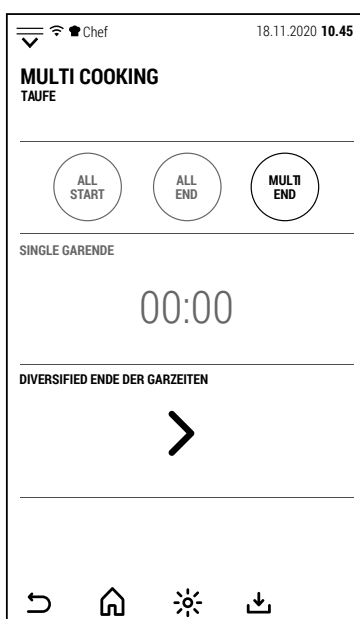 Chef 18.11.2020 10.45
MULTI COOKING
TAUFE
ALL START
ALL END
MULTI END
SINGLE GARENDE
00:00
DIVERSIFIED ENDE DER GARZEITEN